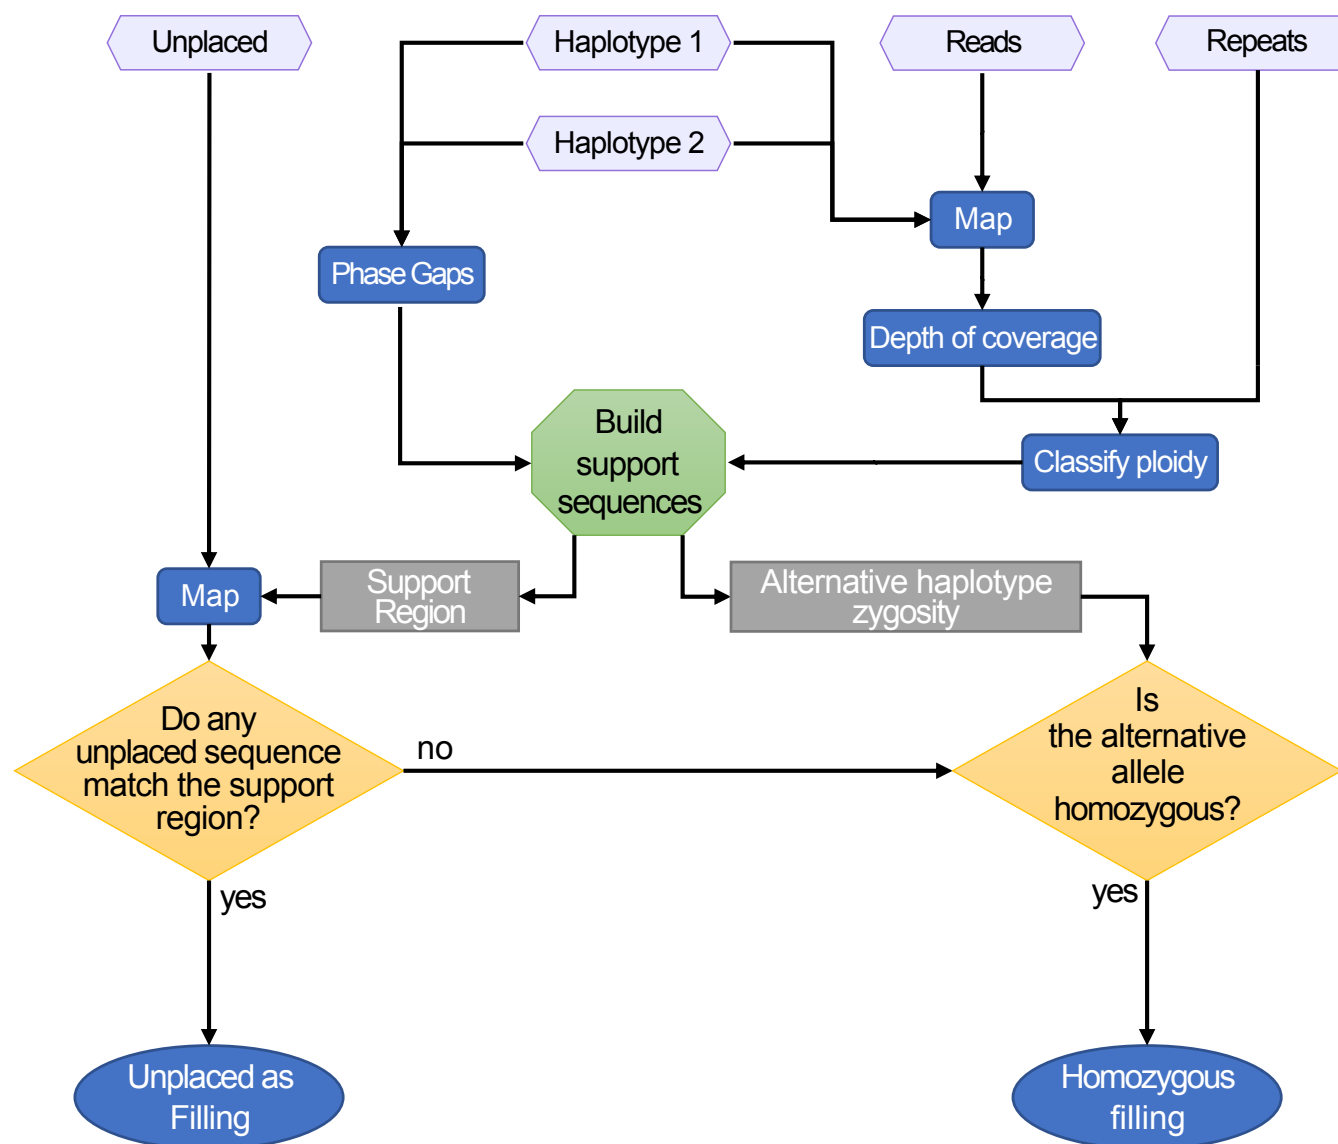 Unplaced
Haplotype 1
Reads
Repeats
Haplotype 2
Map
Phase Gaps
Depth of coverage
Build
support
sequences
Classify ploidy
Map
Support
Region
Alternative haplotype
zygosity
Do any
unplaced sequence
match the support
region?
no
Is
the alternative
allele
homozygous?
yes
yes
Unplaced as
Filling
Homozygous
filling